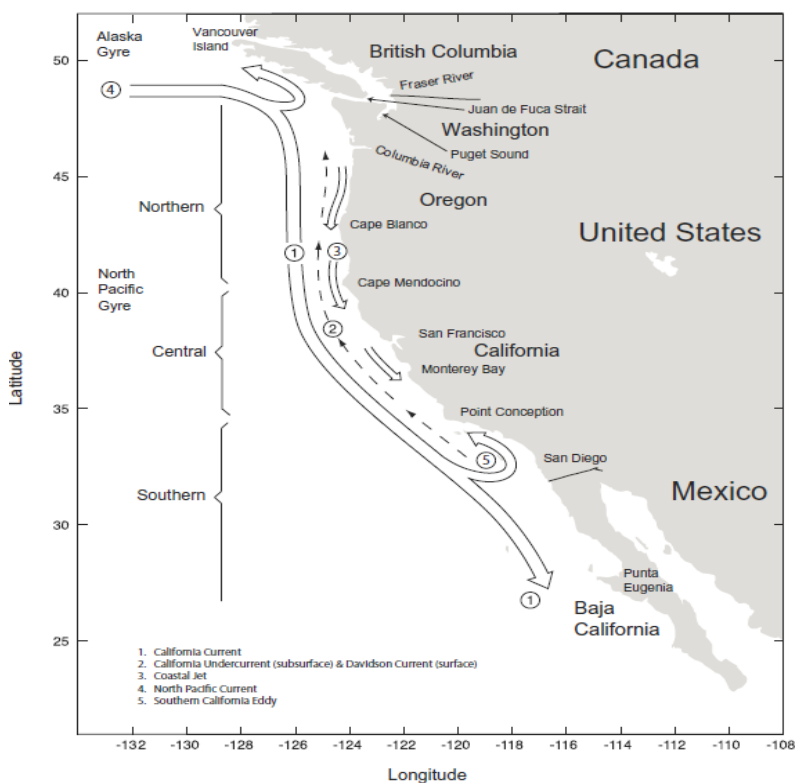 50
45
40
35
30
25
Latitude
Alaska
Gyre
Vancouver
Island
British Columbia
Canada
Fraser River
Juan de Fuca Strait
Washington
Puget Sound
Columbia River
4
Northern
Oregon
Cape Blanco
United States
1
3
North
Pacific
Gyre
Cape Mendocino
2
San Francisco
Central
California
Monterey Bay
Point Conception
5
San Diego
Southern
Mexico
Punta
Eugenia
1
Baja
California
1. California Current
2. California Undercurrent (subsurface) & Davidson Current (surface)
3. Coastal Jet
4. North Pacific Current
5. Southern California Eddy
-132 -130 -128 -126 -124 -122 -120 -118 -116 -114 -112 -110 -108
Longitude